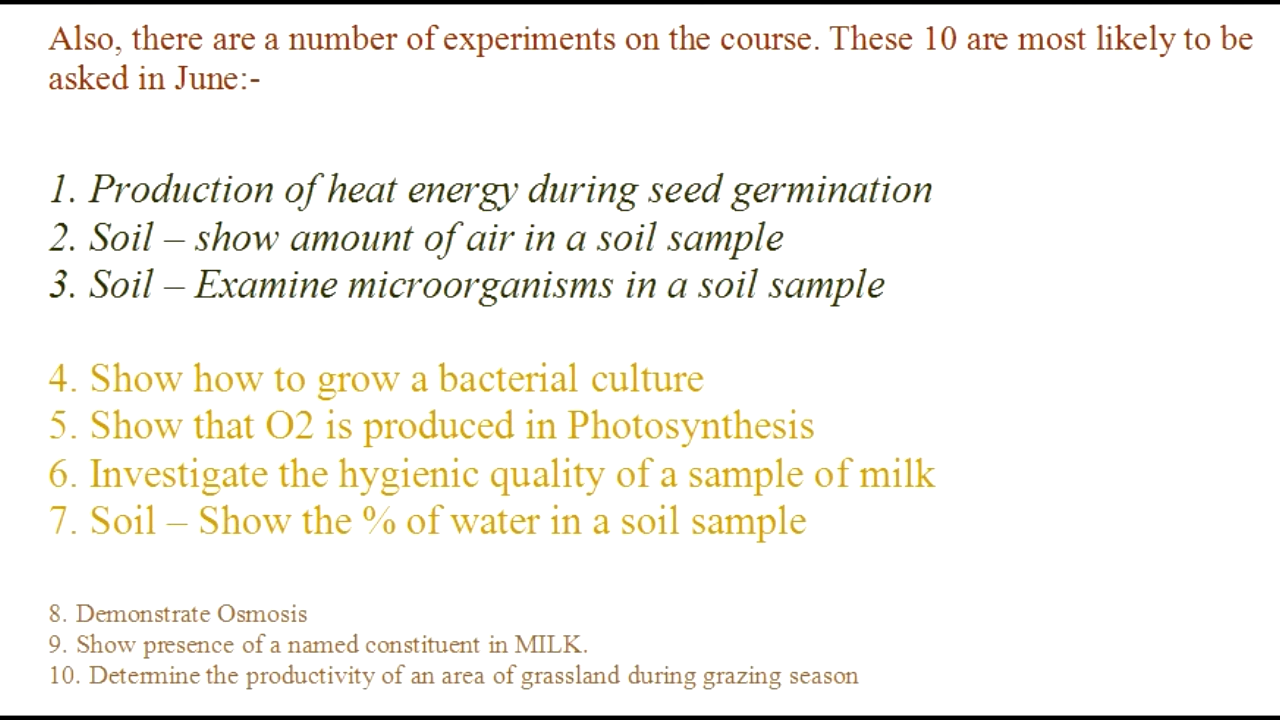 Also, there are a number of experiments on the course. These 10 are most likely to be
asked in June:-
1. Production of heat energy during seed germination
2. Soil – show amount of air in a soil sample
3. Soil – Examine microorganisms in a soil sample
4. Show how to grow a bacterial culture
5. Show that O2 is produced in Photosynthesis
6. Investigate the hygienic quality of a sample of milk
7. Soil – Show the % of water in a soil sample
8. Demonstrate Osmosis
9. Show presence of a named constituent in MILK.
10. Determine the productivity of an area of grassland during grazing season